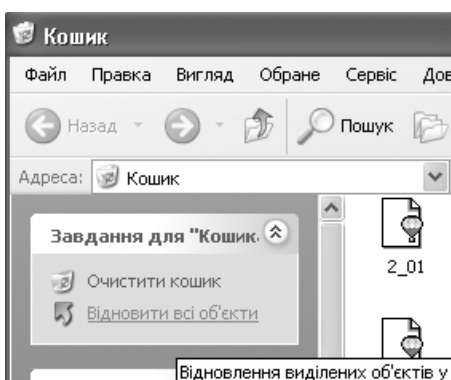 Кошик
Файл Правка Вигляд Обране Сервіс Дов
Назад Пошук
Адреса: Кошик
Завдання для "Кошик.
2_01
Очистити кошик
Відновити всі об'єкти
Відновлення виділених об'єктів у